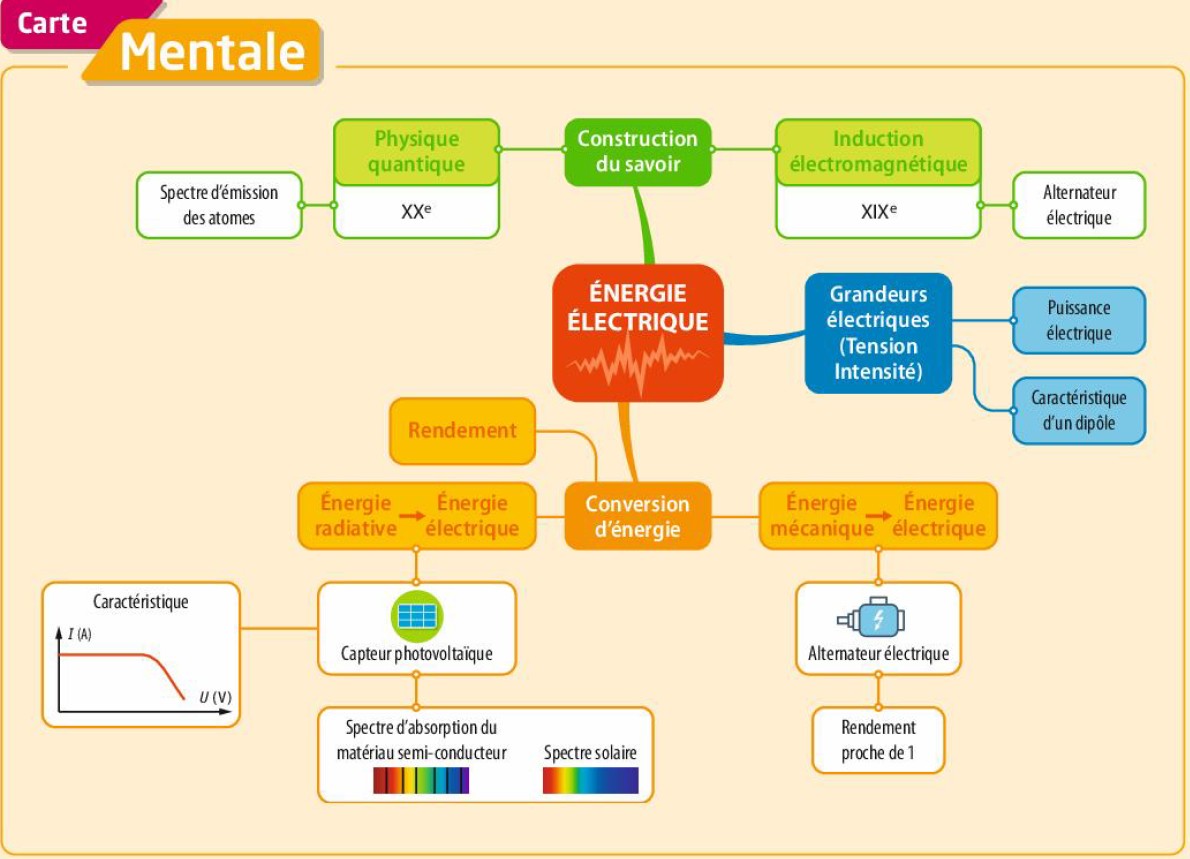 Carte
Mentale
Physique
quantique
XXᵉ
Spectre d'émission
des atomes
Construction
du savoir
Induction
électromagnétique
XIXᵉ
Alternateur
électrique
ÉNERGIE
ÉLECTRIQUE
Grandeurs
électriques
(Tension
Intensité)
Puissance
électrique
Caractéristique
d'un dipôle
Rendement
Conversion
d'énergie
Énergie → Énergie
radiative électrique
Énergie → Énergie
mécanique électrique
Caractéristique
I (A)
U (V)
Capteur photovoltaïque
Alternateur électrique
Spectre d'absorption du
matériau semi-conducteur
Spectre solaire
Rendement
proche de 1